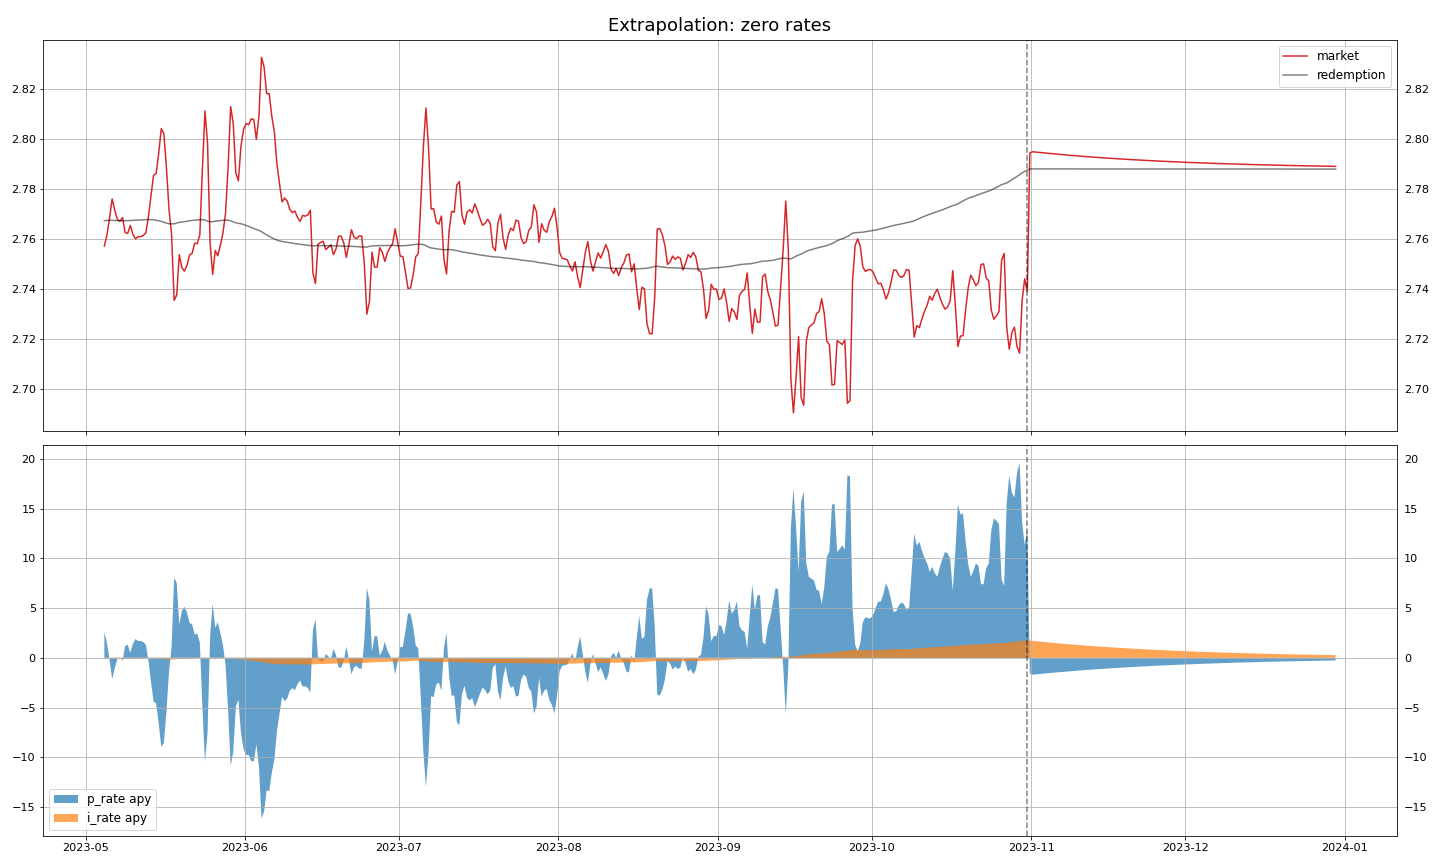 Extrapolation: zero rates
market
redemption
2.82 2.82
2.80 2.80
2.78 2.78
2.76 2.76
2.74 2.74
2.72 2.72
2.70 2.70
20 20
15 15
10 10
5 5
0 0
−5 −5
−10 −10
−15 −15
p_rate apy
i_rate apy
2023-05 2023-06 2023-07 2023-08 2023-09 2023-10 2023-11 2023-12 2024-01